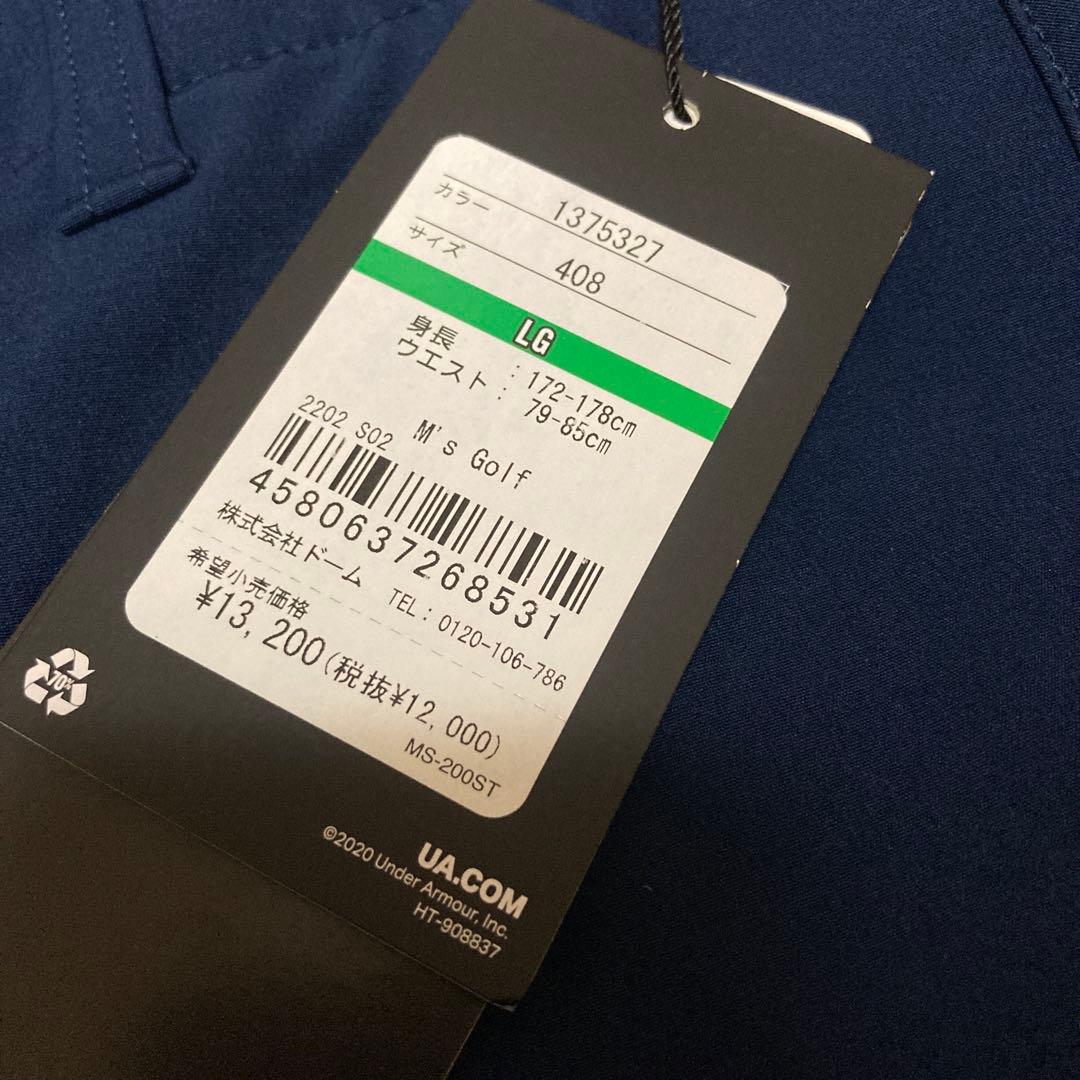 1375327
カラー 408
サイズ LG
身長 : 172-178cm
ウエスト : 79-85cm
2202 S02 M's Golf
4580637268531
株式会社ドーム TEL: 0120-106-786
希望小売価格
¥13,200(税抜¥12,000)
MS-200ST
70%
UA.COM
©2020 Under Armour, Inc.
HT-908837